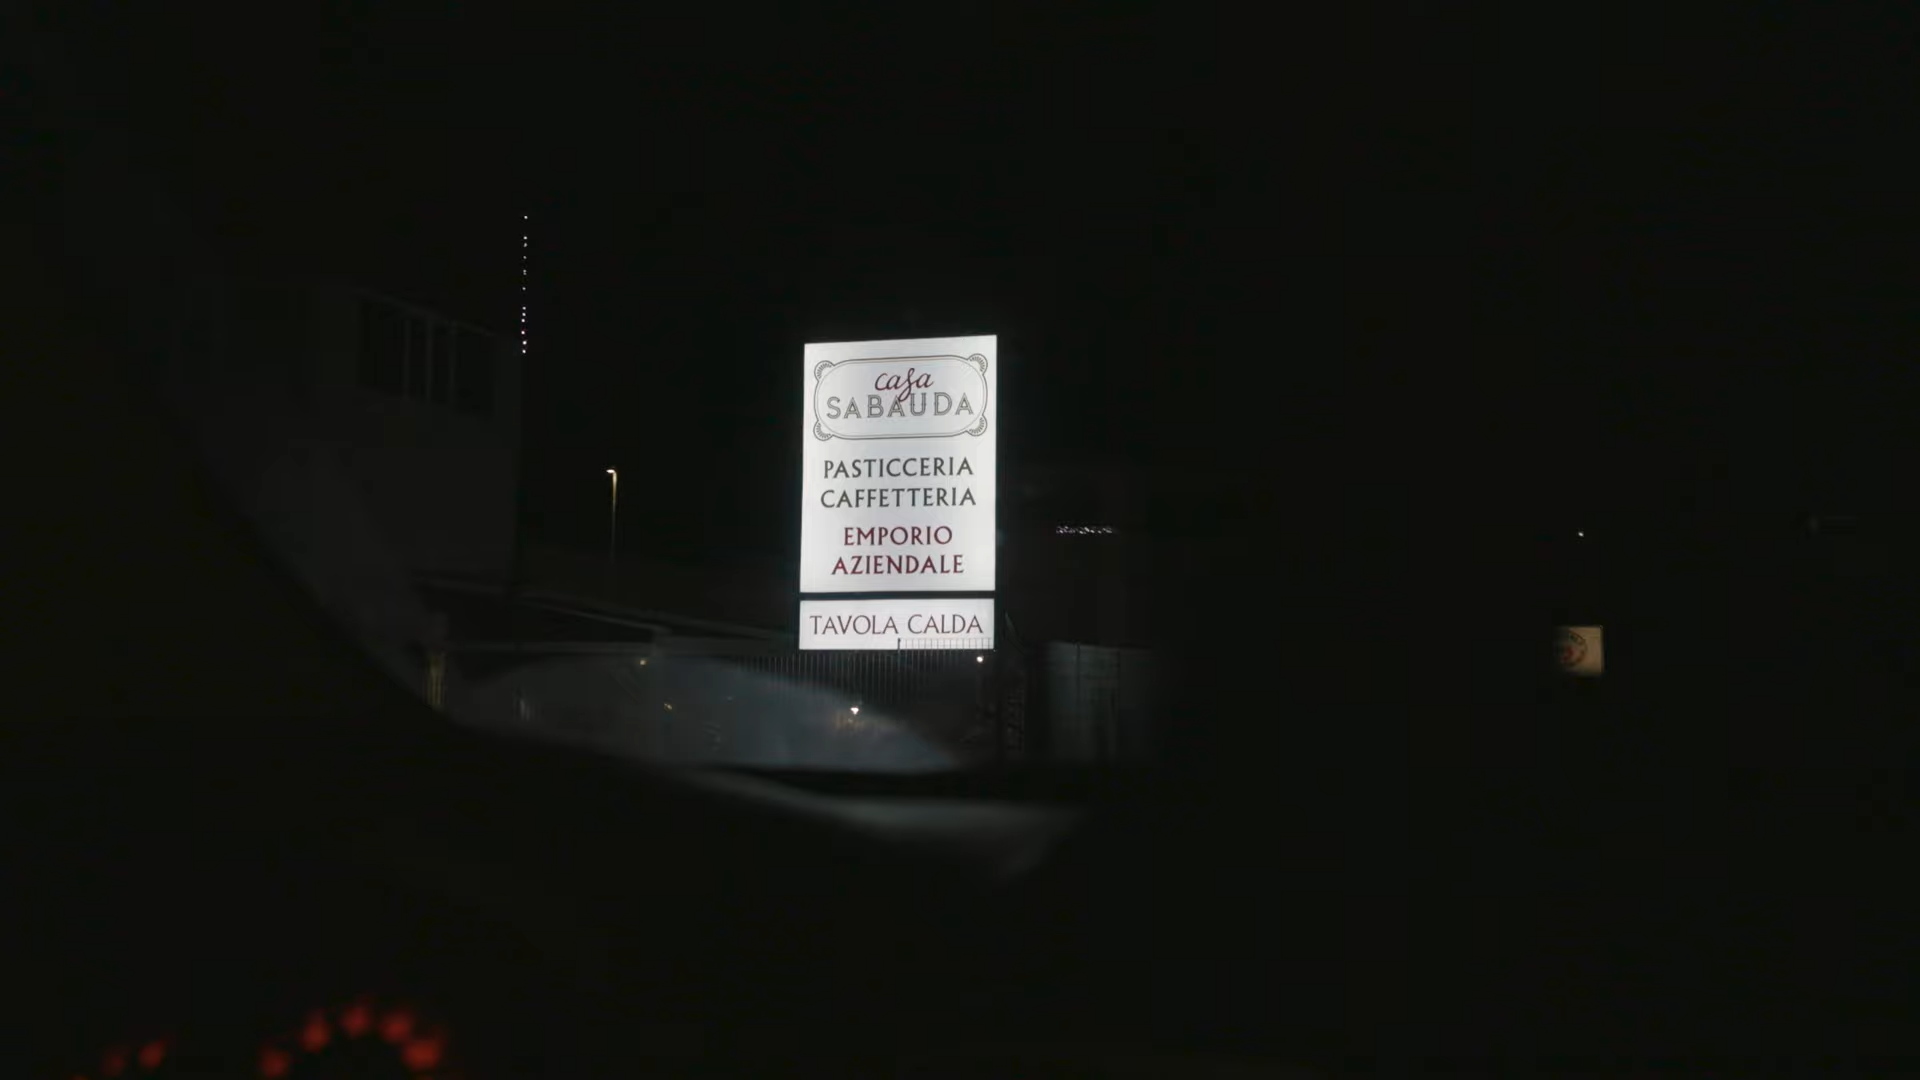 casa
SABAUDA
PASTICCERIA
CAFFETTERIA
EMPORIO
AZIENDALE
TAVOLA CALDA